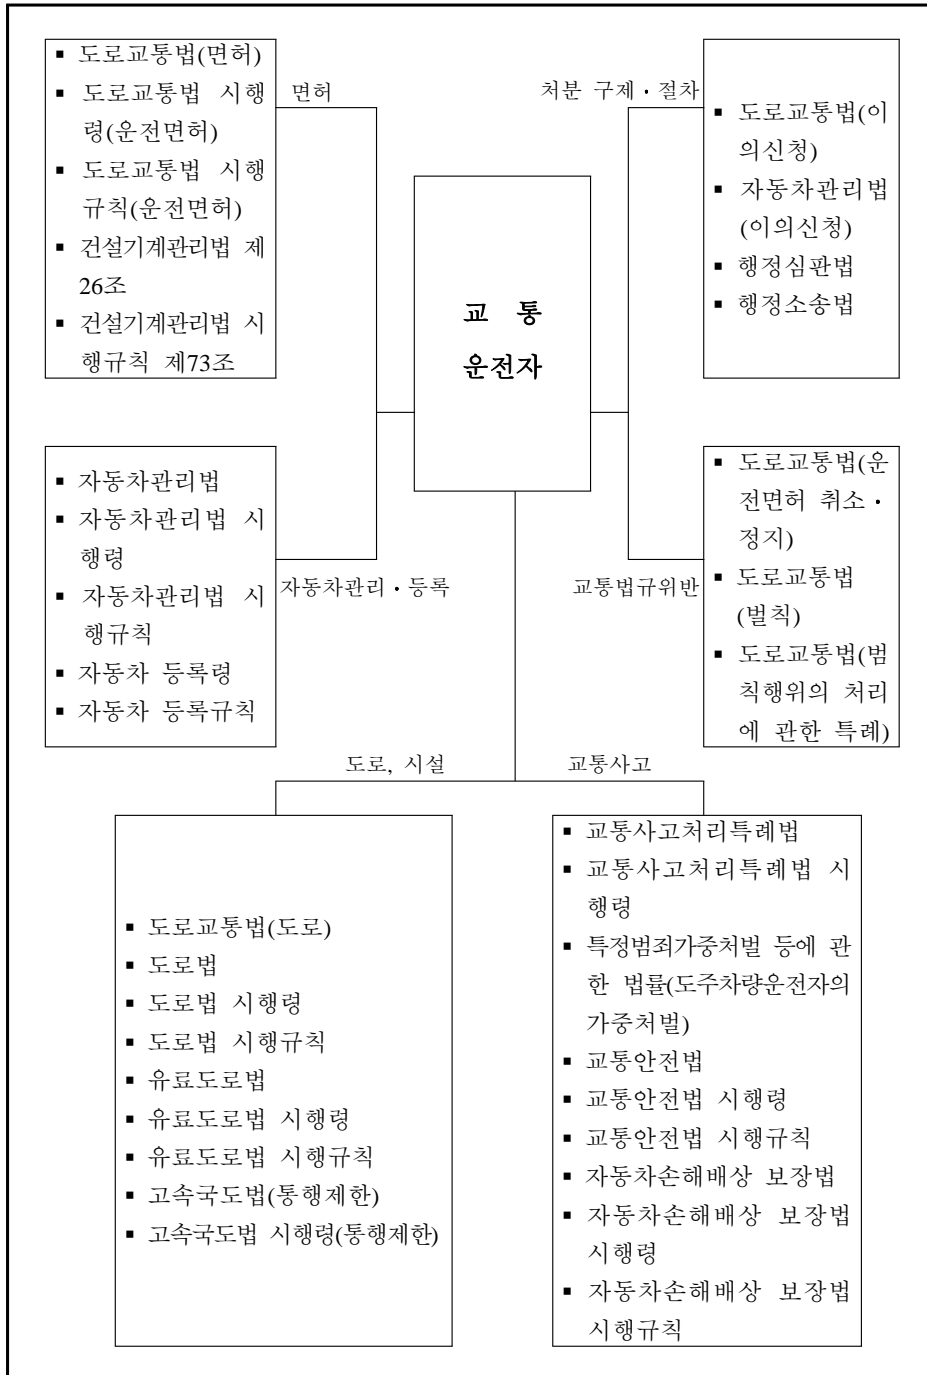 ▪ 도로교통법(면허)
▪ 도로교통법 시행
령(운전면허)
▪ 도로교통법 시행
규칙(운전면허)
▪ 건설기계관리법 제
26조
▪ 건설기계관리법 시
행규칙 제73조
면허
처분 구제·절차
▪ 도로교통법(이
의신청)
▪ 자동차관리법
(이의신청)
▪ 행정심판법
▪ 행정소송법
교 통
운전자
▪ 자동차관리법
▪ 자동차관리법 시
행령
▪ 자동차관리법 시
행규칙
▪ 자동차 등록령
▪ 자동차 등록규칙
자동차관리·등록
교통법규위반
▪ 도로교통법(운
전면허 취소·
정지)
▪ 도로교통법
(벌칙)
▪ 도로교통법(범
칙행위의 처리
에 관한 특례)
도로, 시설
교통사고
▪ 도로교통법(도로)
▪ 도로법
▪ 도로법 시행령
▪ 도로법 시행규칙
▪ 유료도로법
▪ 유료도로법 시행령
▪ 유료도로법 시행규칙
▪ 고속국도법(통행제한)
▪ 고속국도법 시행령(통행제한)
▪ 교통사고처리특례법
▪ 교통사고처리특례법 시
행령
▪ 특정범죄가중처벌 등에 관
한 법률(도주차량운전자의
가중처벌)
▪ 교통안전법
▪ 교통안전법 시행령
▪ 교통안전법 시행규칙
▪ 자동차손해배상 보장법
▪ 자동차손해배상 보장법
시행령
▪ 자동차손해배상 보장법
시행규칙